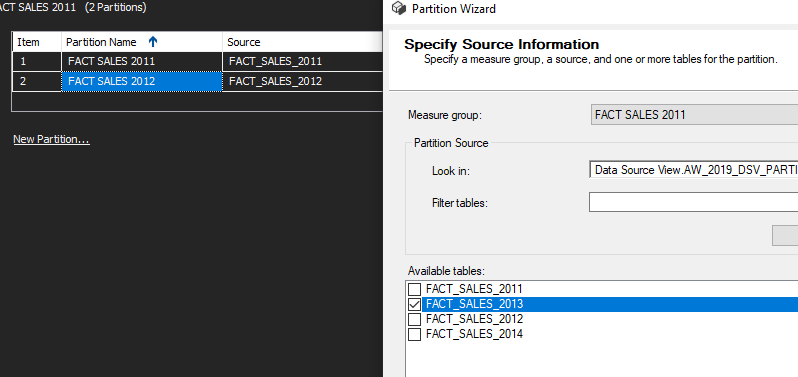 ACT SALES 2011 (2 Partitions)
Item Partition Name Source
1 FACT SALES 2011 FACT_SALES_2011
2 FACT SALES 2012 FACT_SALES_2012
New Partition...
Partition Wizard
Specify Source Information
Specify a measure group, a source, and one or more tables for the partition.
Measure group: FACT SALES 2011
Partition Source
Look in: Data Source View.AW_2019_DSV_PARTI
Filter tables:
Available tables:
FACT_SALES_2011
FACT_SALES_2013
FACT_SALES_2012
FACT_SALES_2014